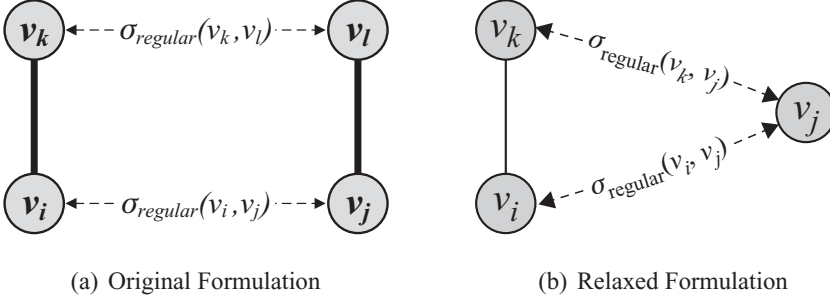 v_k σ_regular(v_k,v_l) v_l
v_i σ_regular(v_i,v_j) v_j
(a) Original Formulation
v_k
σ_regular(v_k, v_j)
v_j
σ_regular(v_i, v_j)
v_i
(b) Relaxed Formulation